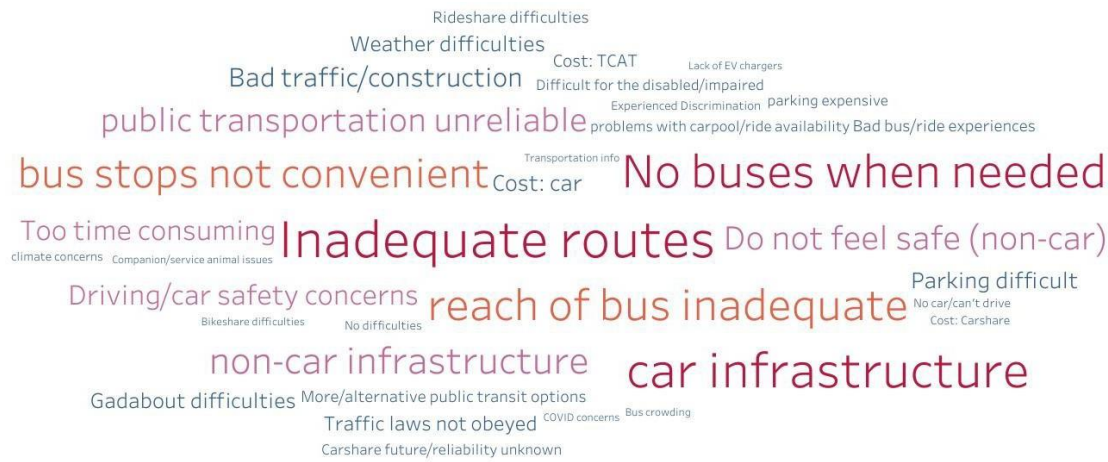 Rideshare difficulties
Weather difficulties
Cost: TCAT
Lack of EV chargers
Bad traffic/construction
Difficult for the disabled/impaired
Experienced Discrimination
parking expensive
public transportation unreliable
problems with carpool/ride availability
Bad bus/ride experiences
Transportation info
bus stops not convenient
Cost: car
No buses when needed
Too time consuming
Inadequate routes
Do not feel safe (non-car)
climate concerns
Companion/service animal issues
Parking difficult
Driving/car safety concerns
reach of bus inadequate
No car/can't drive
Bikeshare difficulties
No difficulties
Cost: Carshare
non-car infrastructure
car infrastructure
Gadabout difficulties
More/alternative public transit options
Traffic laws not obeyed
COVID concerns
Bus crowding
Carshare future/reliability unknown